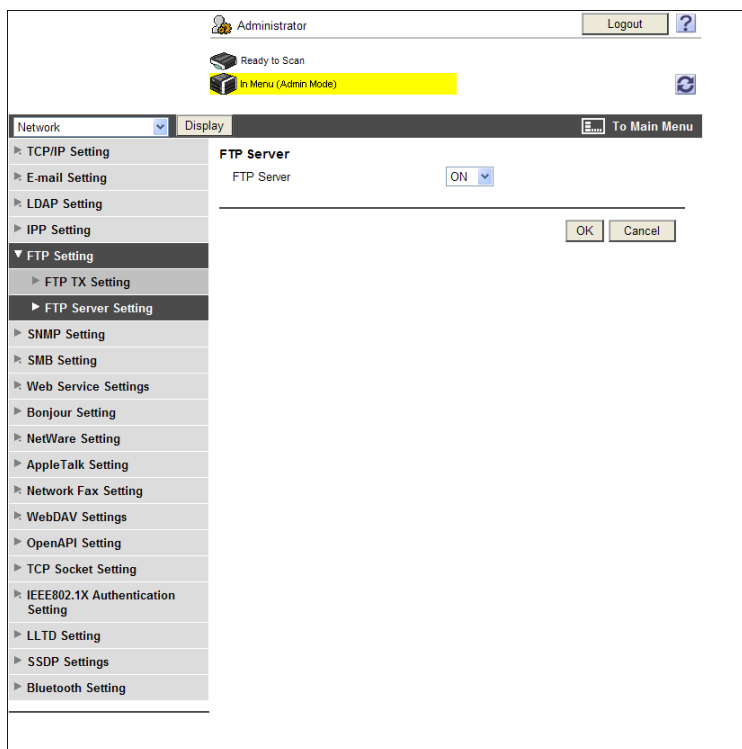 Administrator
Logout
?
Ready to Scan
In Menu (Admin Mode)
Network
Display
To Main Menu
TCP/IP Setting
E-mail Setting
LDAP Setting
IPP Setting
FTP Setting
FTP TX Setting
FTP Server Setting
SNMP Setting
SMB Setting
Web Service Settings
Bonjour Setting
NetWare Setting
AppleTalk Setting
Network Fax Setting
WebDAV Settings
OpenAPI Setting
TCP Socket Setting
IEEE802.1X Authentication
Setting
LLTD Setting
SSDP Settings
Bluetooth Setting
FTP Server
FTP Server
ON
OK
Cancel